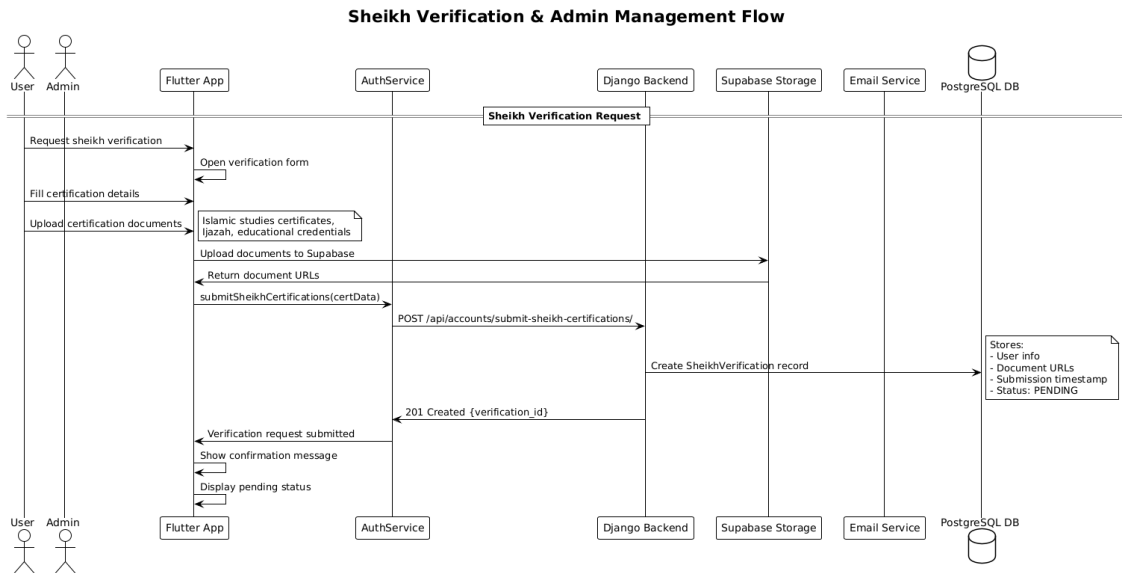 Sheikh Verification & Admin Management Flow
User
Admin
Flutter App
AuthService
Django Backend
Supabase Storage
Email Service
PostgreSQL DB
Sheikh Verification Request
Request sheikh verification
Open verification form
Fill certification details
Upload certification documents
Islamic studies certificates,
Ijazah, educational credentials
Upload documents to Supabase
Return document URLs
submitSheikhCertifications(certData)
POST /api/accounts/submit-sheikh-certifications/
Stores:
- User info
- Document URLs
- Submission timestamp
- Status: PENDING
Create SheikhVerification record
201 Created {verification_id}
Verification request submitted
Show confirmation message
Display pending status
User
Admin
Flutter App
AuthService
Django Backend
Supabase Storage
Email Service
PostgreSQL DB